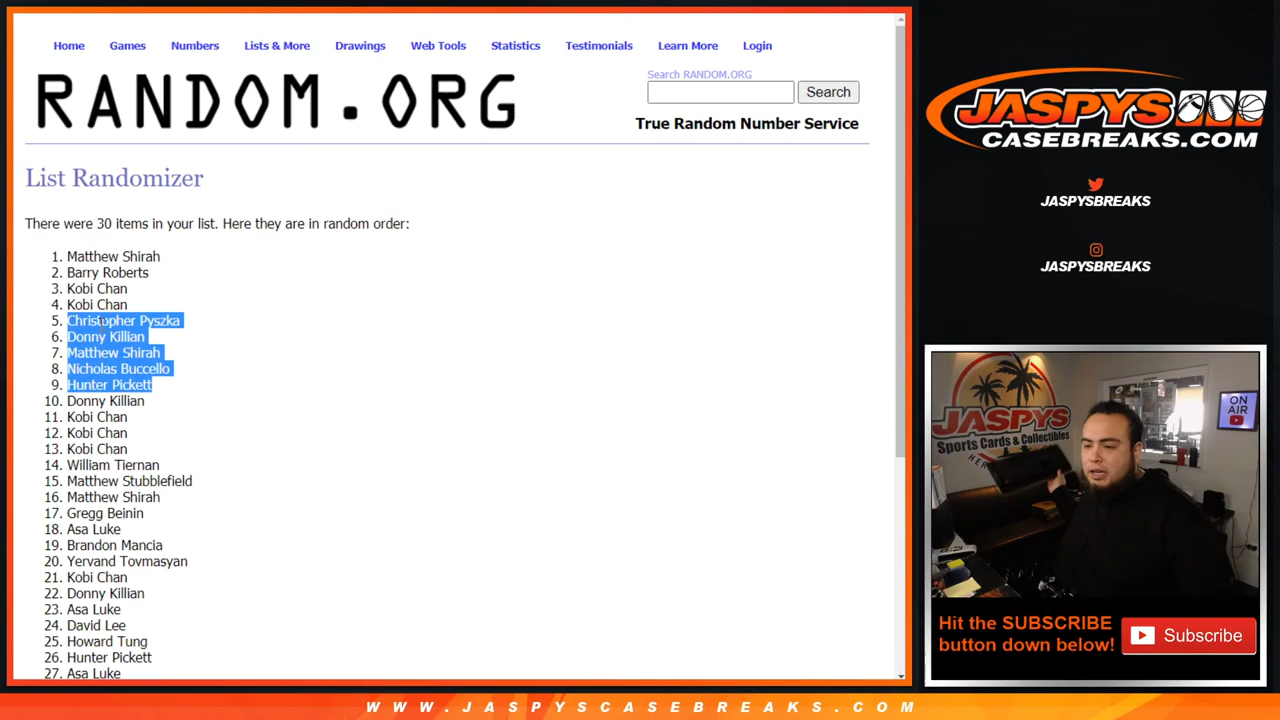 Home Games Numbers Lists & More Drawings Web Tools Statistics Testimonials Learn More Login
RANDOM.ORG
Search RANDOM.ORG
Search
True Random Number Service
List Randomizer
There were 30 items in your list. Here they are in random order:
1. Matthew Shirah
2. Barry Roberts
3. Kobi Chan
4. Kobi Chan
5. Christopher Pyszka
6. Donny Killian
7. Matthew Shirah
8. Nicholas Buccello
9. Hunter Pickett
10. Donny Killian
11. Kobi Chan
12. Kobi Chan
13. Kobi Chan
14. William Tiernan
15. Matthew Stubblefield
16. Matthew Shirah
17. Gregg Beinin
18. Asa Luke
19. Brandon Mancia
20. Yervand Tovmasyan
21. Kobi Chan
22. Donny Killian
23. Asa Luke
24. David Lee
25. Howard Tung
26. Hunter Pickett
27. Asa Luke
JASPYS
CASEBREAKS.COM
JASPYSBREAKS
JASPYSBREAKS
JASPYS
Sports Cards & Collectibles
ON
AIR
Hit the SUBSCRIBE
button down below!
Subscribe
WWW.JASPYSCASEBREAKS.COM